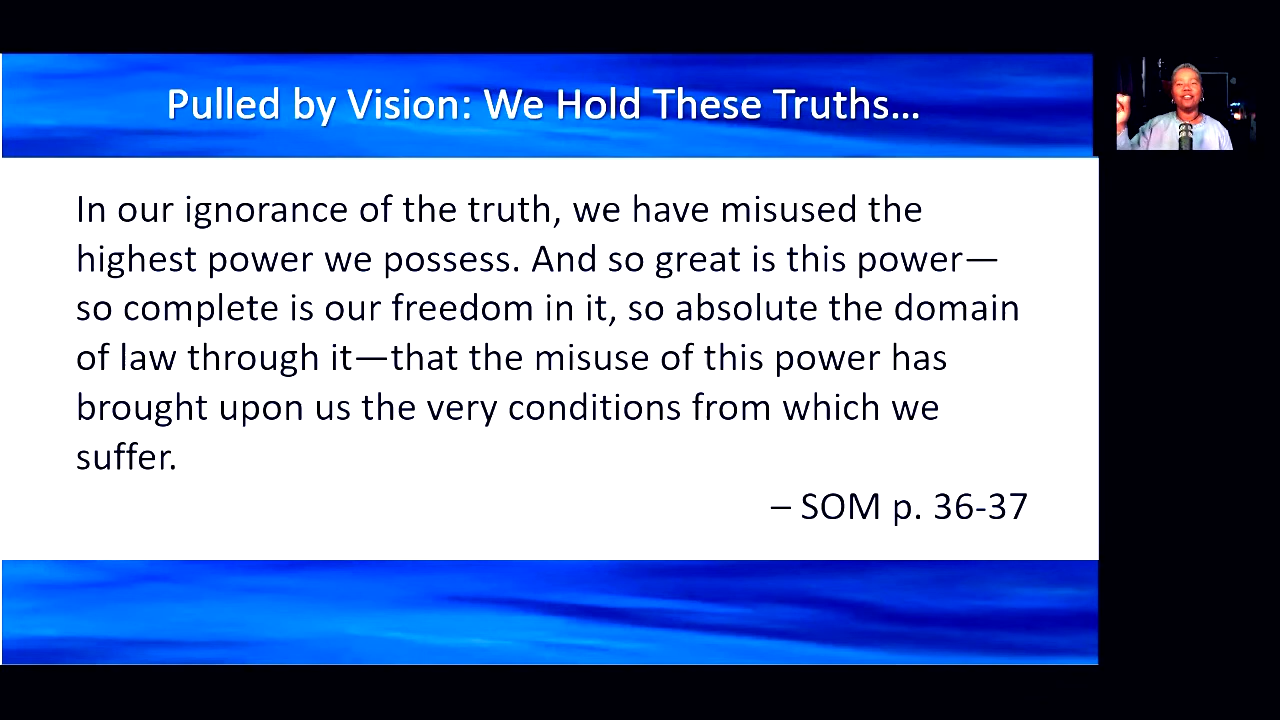 Pulled by Vision: We Hold These Truths...
In our ignorance of the truth, we have misused the
highest power we possess. And so great is this power—
so complete is our freedom in it, so absolute the domain
of law through it—that the misuse of this power has
brought upon us the very conditions from which we
suffer.
– SOM p. 36-37